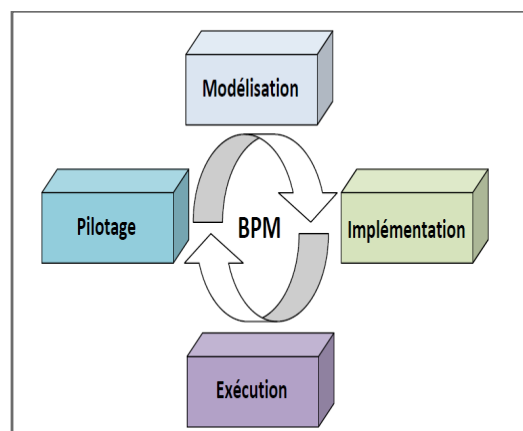 Modélisation
Pilotage
BPM
Implémentation
Exécution